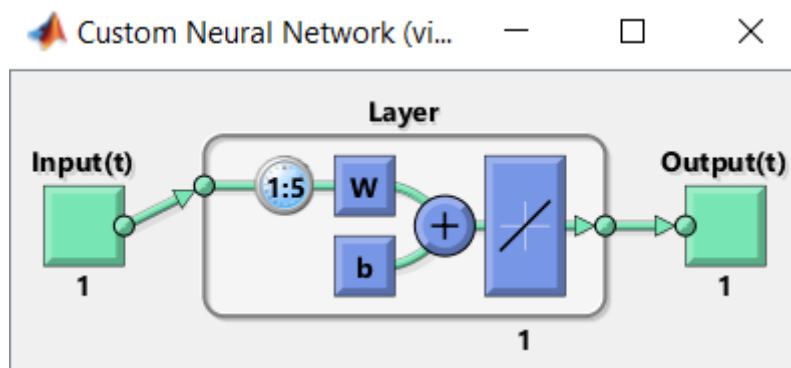 Custom Neural Network (vi...
Layer
Input(t)
Output(t)
1:5
W
b
1
1
1